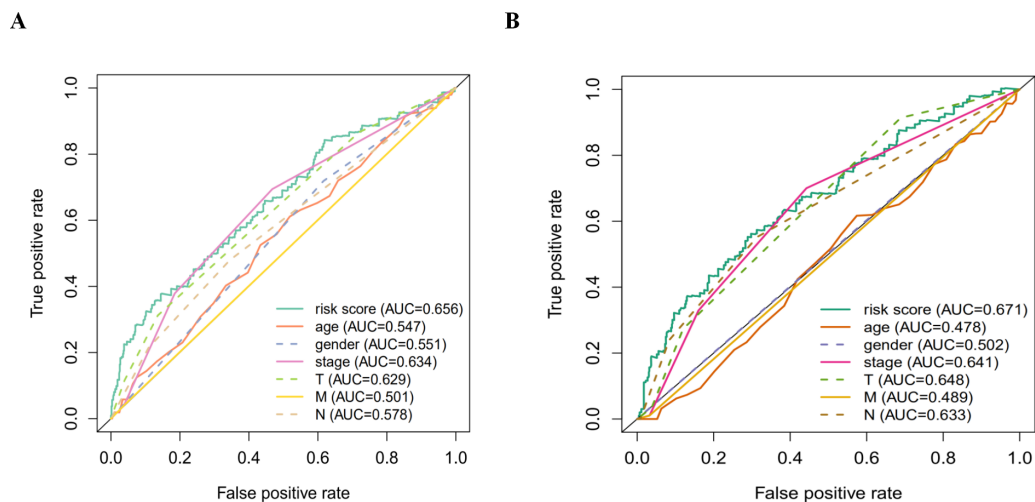 A
True positive rate
1.0
0.8
0.6
0.4
0.2
0.0
risk score (AUC=0.656)
age (AUC=0.547)
gender (AUC=0.551)
stage (AUC=0.634)
T (AUC=0.629)
M (AUC=0.501)
N (AUC=0.578)
0.0 0.2 0.4 0.6 0.8 1.0
False positive rate
B
True positive rate
1.0
0.8
0.6
0.4
0.2
0.0
risk score (AUC=0.671)
age (AUC=0.478)
gender (AUC=0.502)
stage (AUC=0.641)
T (AUC=0.648)
M (AUC=0.489)
N (AUC=0.633)
0.0 0.2 0.4 0.6 0.8 1.0
False positive rate